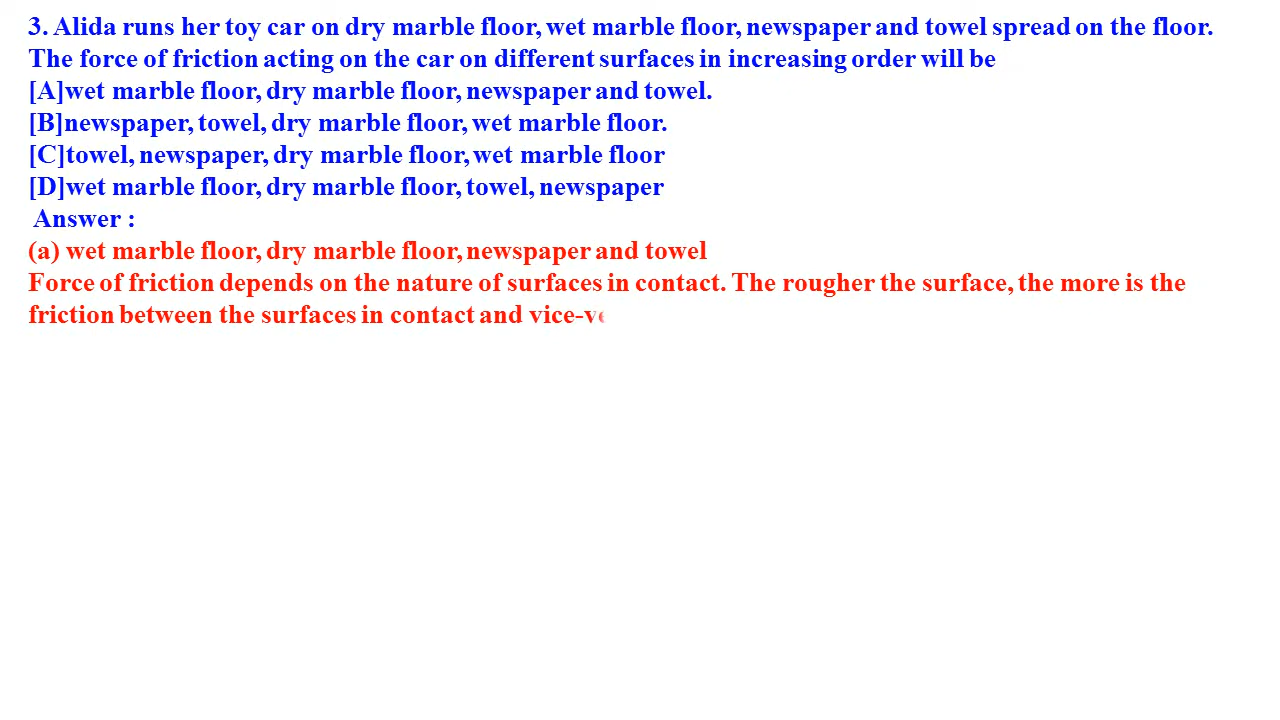 3. Alida runs her toy car on dry marble floor, wet marble floor, newspaper and towel spread on the floor.
The force of friction acting on the car on different surfaces in increasing order will be
[A]wet marble floor, dry marble floor, newspaper and towel.
[B]newspaper, towel, dry marble floor, wet marble floor.
[C]towel, newspaper, dry marble floor, wet marble floor
[D]wet marble floor, dry marble floor, towel, newspaper
Answer :
(a) wet marble floor, dry marble floor, newspaper and towel
Force of friction depends on the nature of surfaces in contact. The rougher the surface, the more is the
friction between the surfaces in contact and